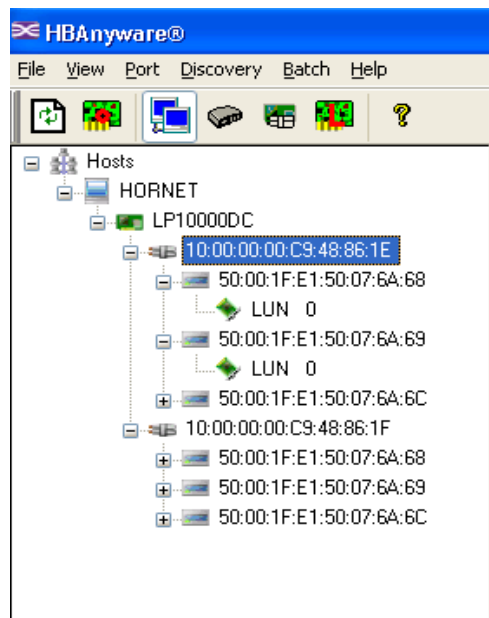 HBAnyware®
File View Port Discovery Batch Help
Hosts
HORNET
LP10000DC
10:00:00:00:C9:48:86:1E
50:00:1F:E1:50:07:6A:68
LUN 0
50:00:1F:E1:50:07:6A:69
LUN 0
50:00:1F:E1:50:07:6A:6C
10:00:00:00:C9:48:86:1F
50:00:1F:E1:50:07:6A:68
50:00:1F:E1:50:07:6A:69
50:00:1F:E1:50:07:6A:6C